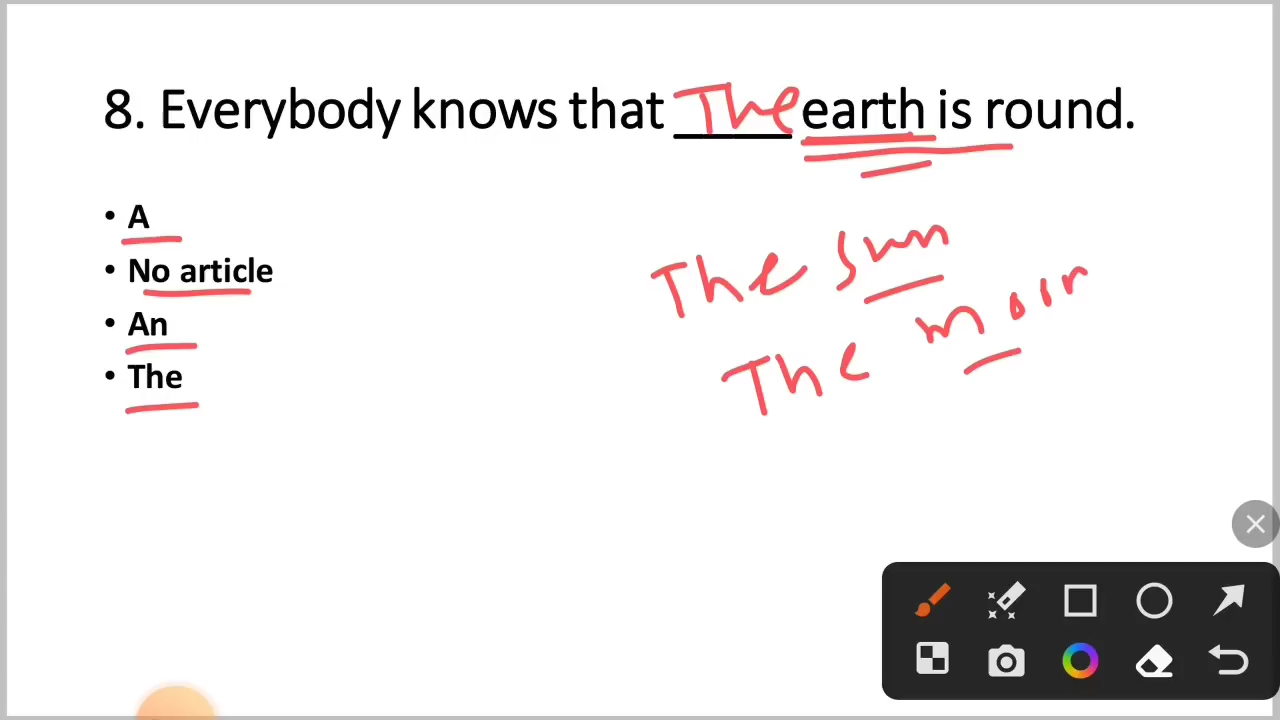 8. Everybody knows that The earth is round.
• A
• No article
• An
• The
The sun
The moon